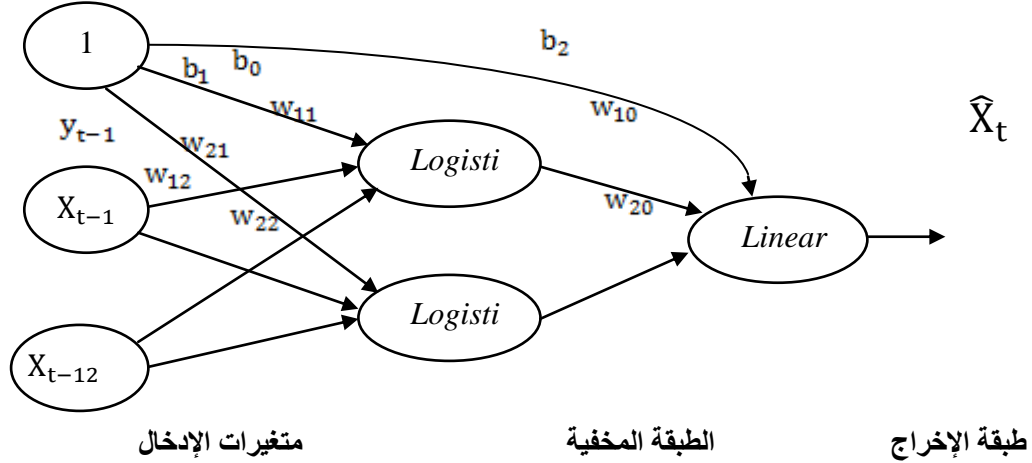 1
b₂
b₀
b₁
w₁₁
w₁₀
X̂ₜ
yₜ₋₁
w₂₁
Logisti
w₁₂
Xₜ₋₁
w₂₀
w₂₂
Linear
Logisti
Xₜ₋₁₂
متغيرات الإدخال
الطبقة المخفية
طبقة الإخراج